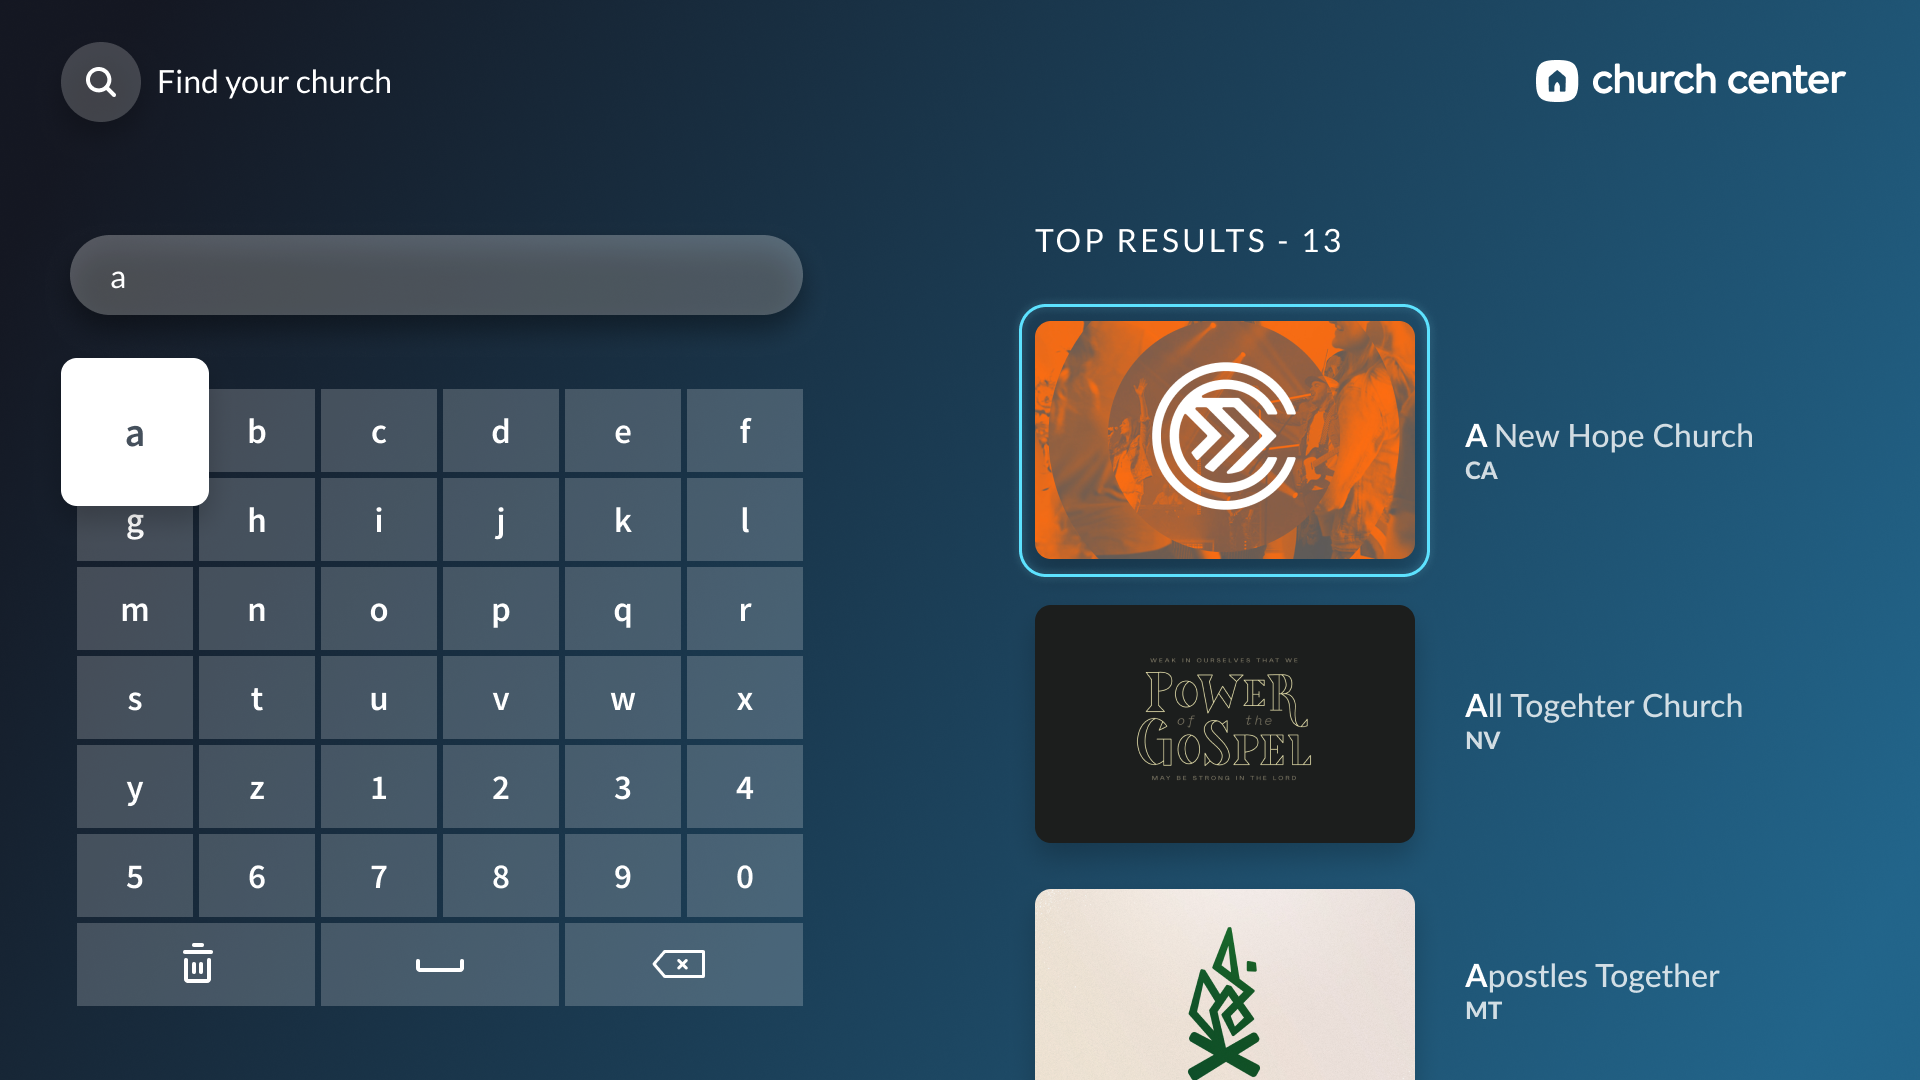 Find your church
church center
a
a b c d e f
g h i j k l
m n o p q r
s t u v w x
y z 1 2 3 4
5 6 7 8 9 0
TOP RESULTS - 13
A New Hope Church
CA
WEAK IN OURSELVES THAT WE
POWER
of the
GOSPEL
MAY BE STRONG IN THE LORD
All Togehter Church
NV
Apostles Together
MT